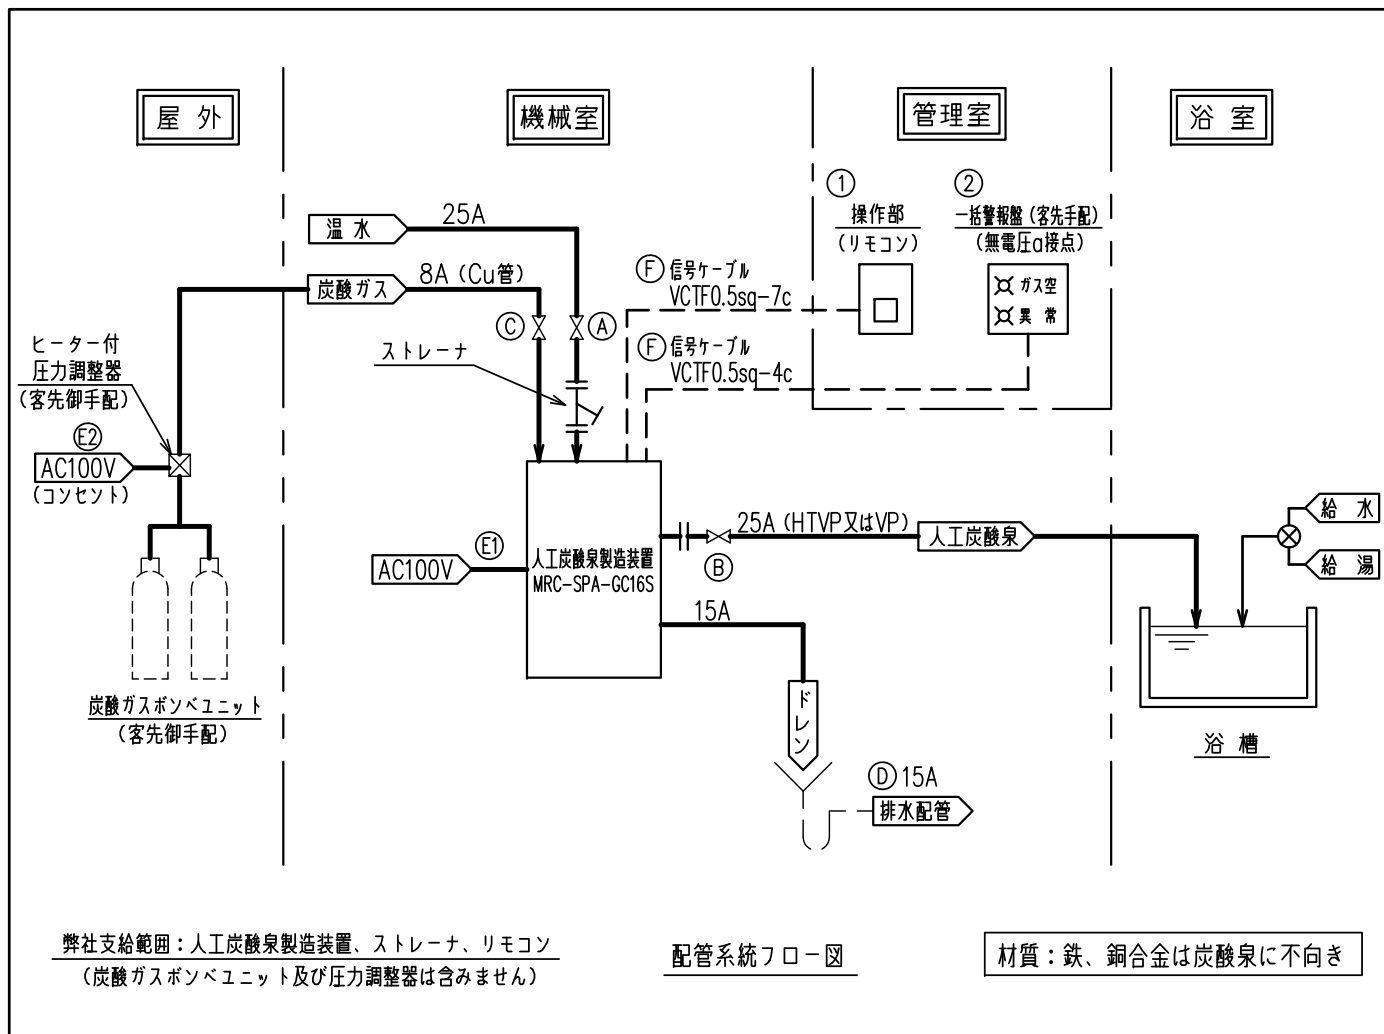 屋 外
機械室
管理室
浴 室
①
②
操作部
(リモコン)
一括警報盤(客先手配)
(無電圧a接点)
ガス空
異 常
温 水
25A
炭酸ガス
8A(Cu管)
Ⓕ 信号ケーブル
VCTF0.5sq-7c
Ⓒ
Ⓐ
Ⓕ 信号ケーブル
VCTF0.5sq-4c
ストレーナ
ヒーター付
圧力調整器
(客先御手配)
E2
AC100V
(コンセント)
E1
AC100V
人工炭酸泉製造装置
MRC-SPA-GC16S
25A(HTVP又はVP)
Ⓑ
人工炭酸泉
給 水
給 湯
15A
ドレン
Ⓓ 15A
排水配管
炭酸ガスボンベユニット
(客先御手配)
浴 槽
弊社支給範囲:人工炭酸泉製造装置、ストレーナ、リモコン
(炭酸ガスボンベユニット及び圧力調整器は含みません)
配管系統フロー図
材質:鉄、銅合金は炭酸泉に不向き